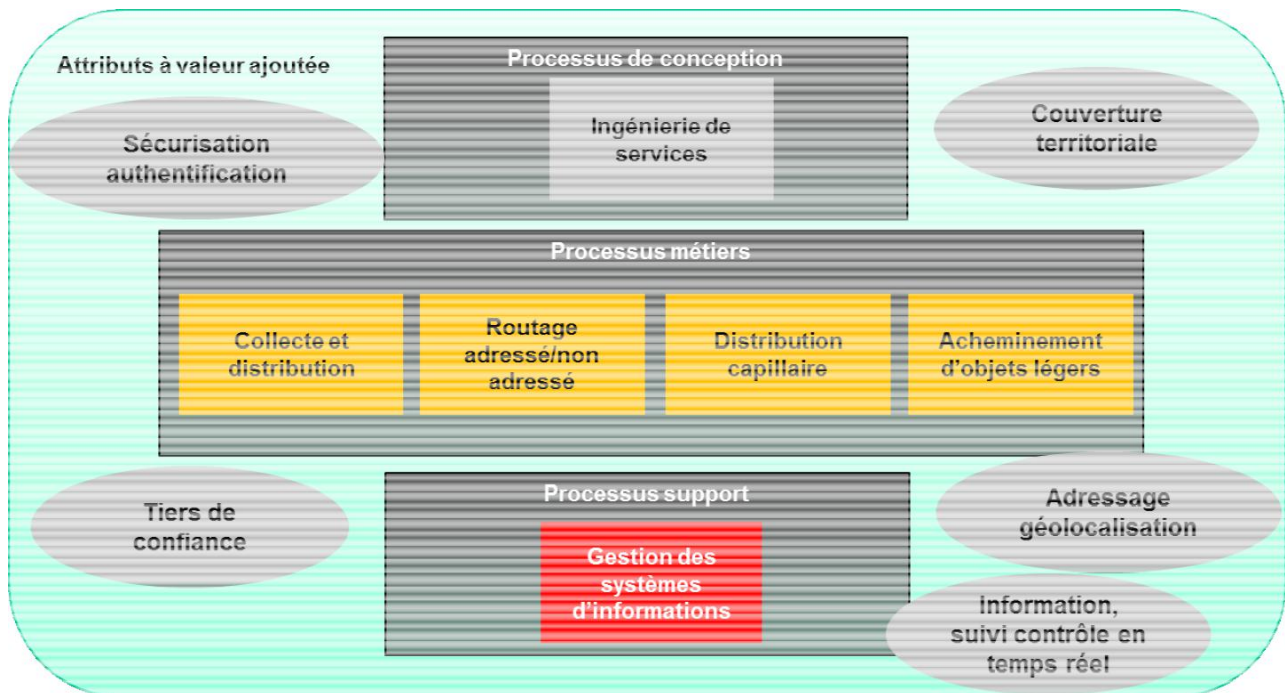 Attributs à valeur ajoutée
Sécurisation
authentification
Processus de conception
Ingénierie de
services
Couverture
territoriale
Processus métiers
Collecte et
distribution
Routage
adressé/non
adressé
Distribution
capillaire
Acheminement
d'objets légers
Tiers de
confiance
Processus support
Gestion des
systèmes
d'informations
Adressage
géolocalisation
Information,
suivi contrôle en
temps réel